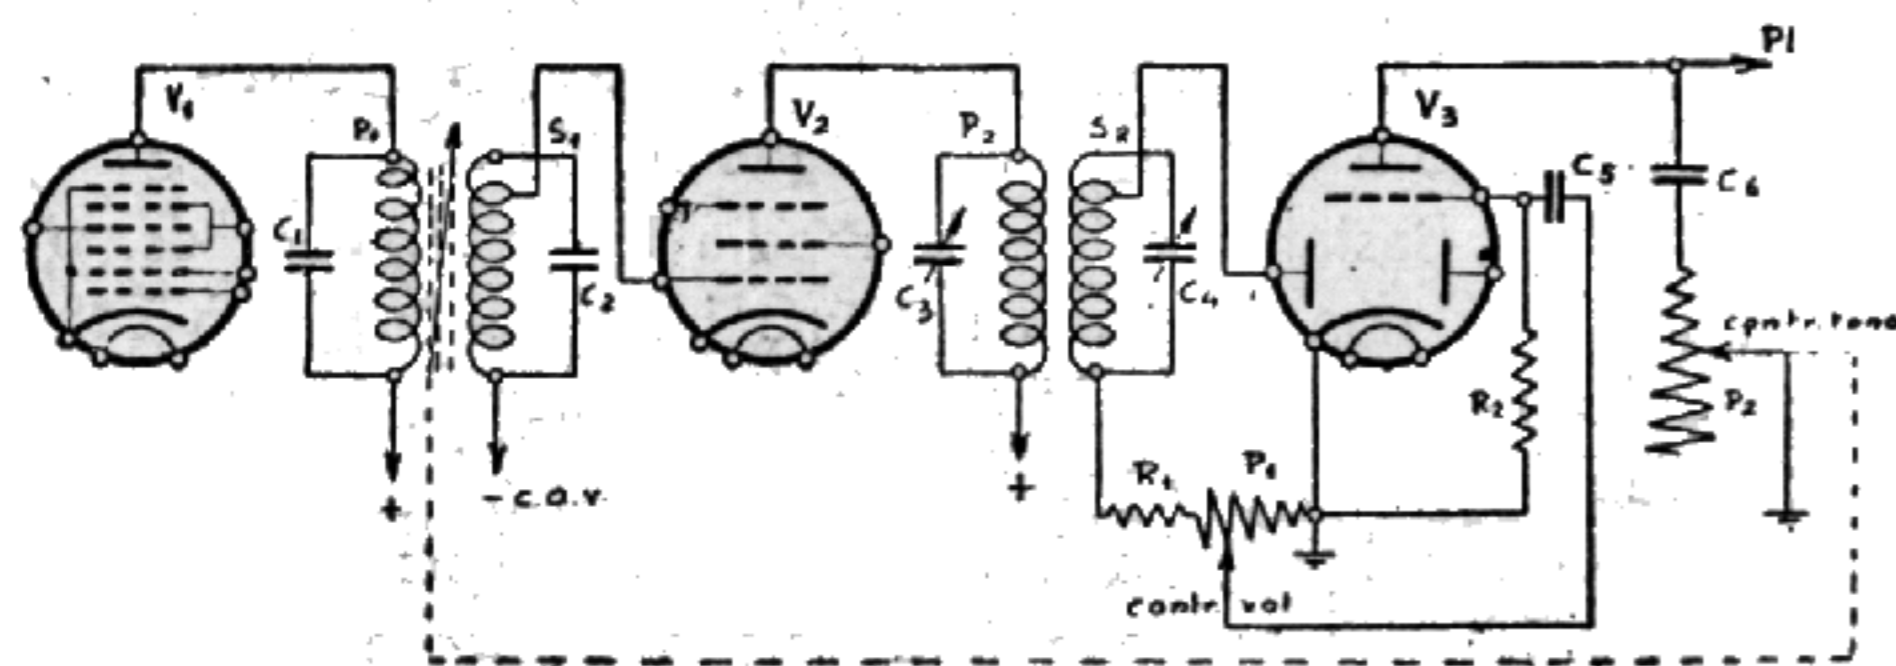 P1
V1
P1
S1
V2
P2
S2
V3
C5
C6
C1
C2
C3
C4
contr. tono
R2
P2
R1
P1
+
- C.A.V.
+
contr. vol